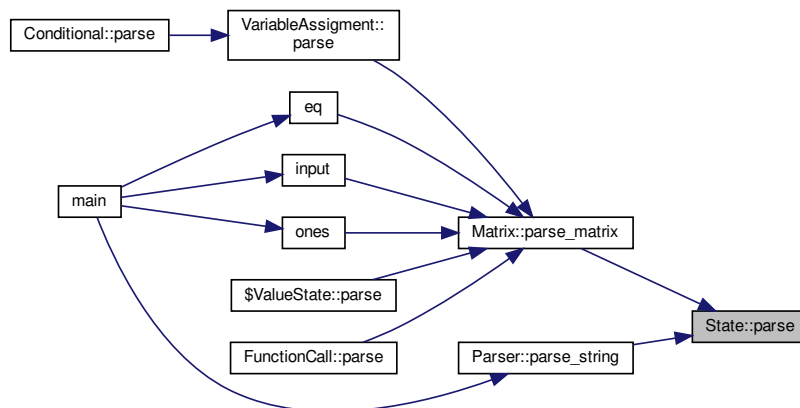 Conditional::parse
VariableAssigment::
parse
eq
input
main
ones
Matrix::parse_matrix
$ValueState::parse
State::parse
FunctionCall::parse
Parser::parse_string